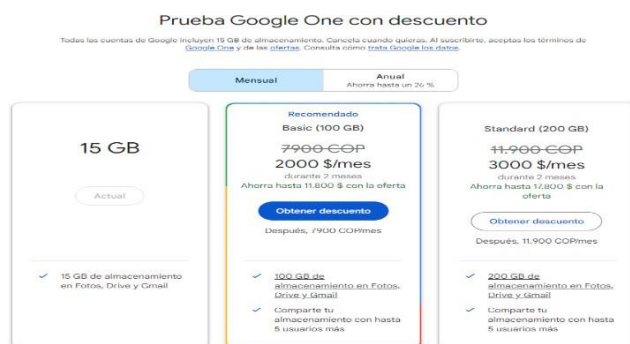 Prueba Google One con descuento
Todas las cuentas de Google incluyen 15 GB de almacenamiento. Cancela cuando quieras. Al suscribirte, aceptas los términos de
Google One y de las ofertas. Consulta cómo trata Google los datos.
Mensual
Anual
Ahorra hasta un 26 %
15 GB
Actual
15 GB de almacenamiento
en Fotos, Drive y Gmail
Recomendado
Basic (100 GB)
7900 COP
2000 $/mes
durante 2 meses
Ahorra hasta 11.800 $ con la oferta
Obtener descuento
Después, 7900 COP/mes
100 GB de
almacenamiento en Fotos,
Drive y Gmail
Comparte tu
almacenamiento con hasta
5 usuarios más
Standard (200 GB)
11.900 COP
3000 $/mes
durante 2 meses
Ahorra hasta 17.800 $ con la
oferta
Obtener descuento
Después, 11.900 COP/mes
200 GB de
almacenamiento en Fotos,
Drive y Gmail
Comparte tu
almacenamiento con hasta
5 usuarios más